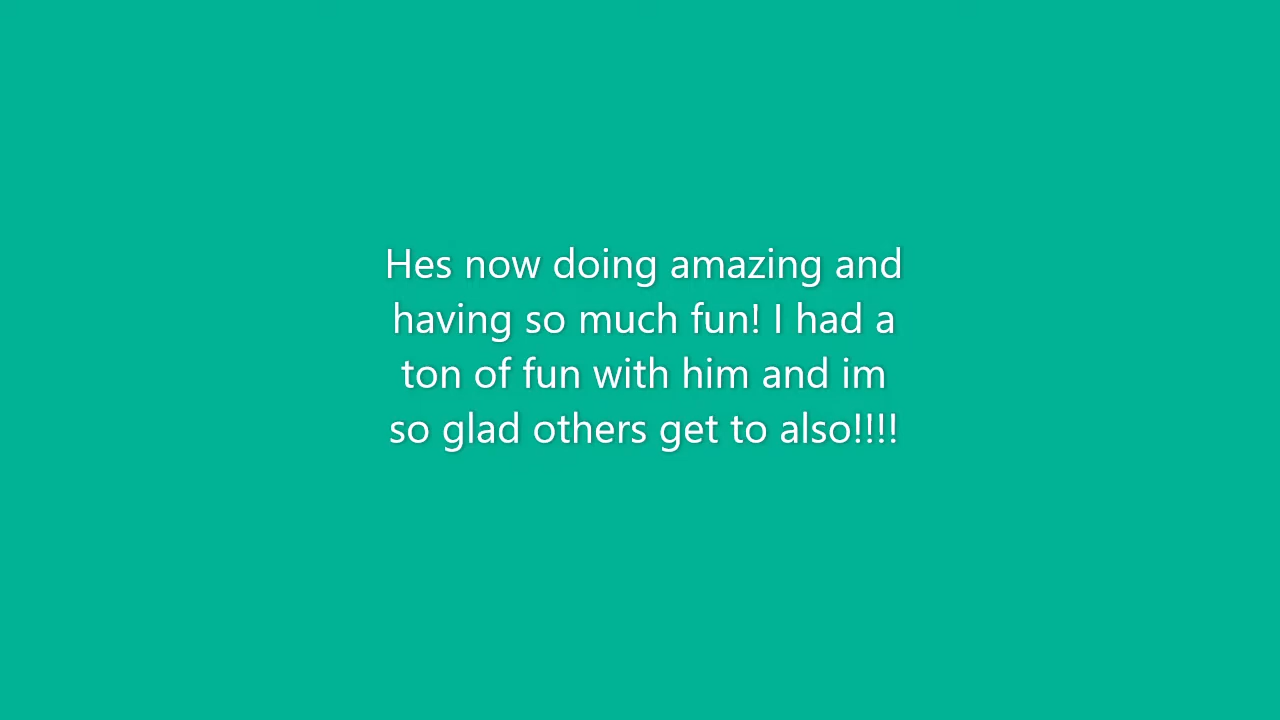 Hes now doing amazing and
having so much fun! I had a
ton of fun with him and im
so glad others get to also!!!!